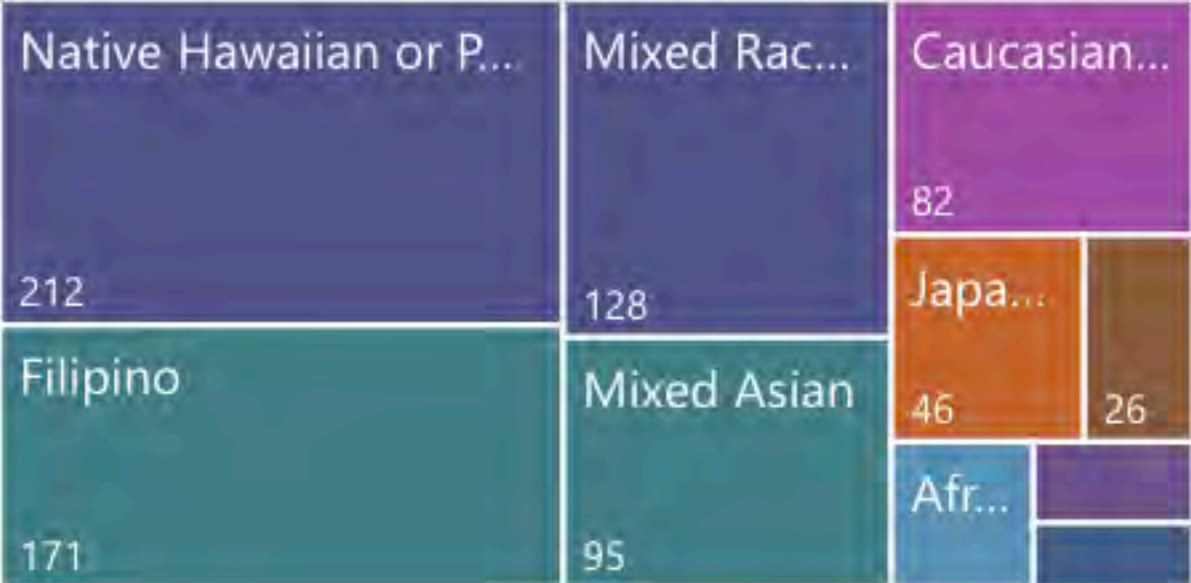 Native Hawaiian or P...
212
Filipino
171
Mixed Rac...
128
Mixed Asian
95
Caucasian...
82
Japa...
46
26
Afr...